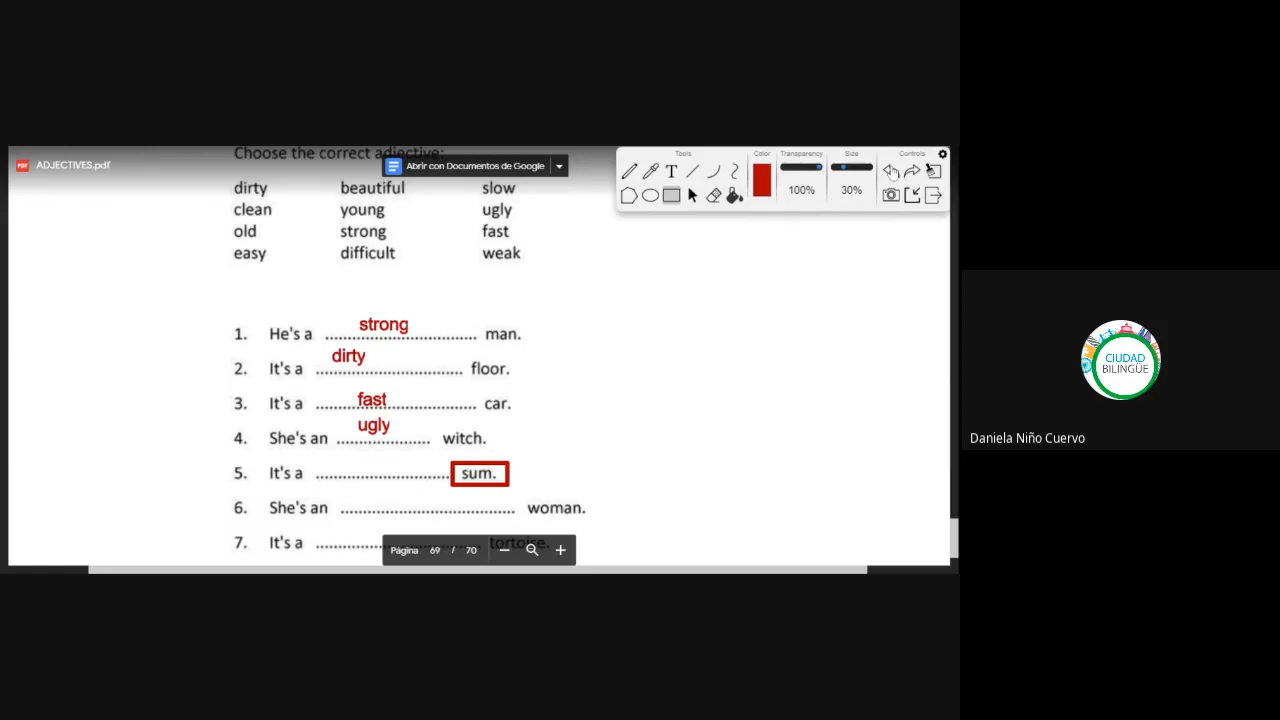 ADJECTIVES.pdf
Choose the correct adjective:
Abrir con Documentos de Google
Tools Color Transparency Size Controls
100% 30%
dirty beautiful slow
clean young ugly
old strong fast
easy difficult weak
1. He's a ...strong... man.
2. It's a ...dirty... floor.
3. It's a ...fast... car.
4. She's an ...ugly... witch.
5. It's a ... sum.
6. She's an ... woman.
7. It's a ... tortoise.
Página 69 / 70
CIUDAD
BILINGÜE
Daniela Niño Cuervo